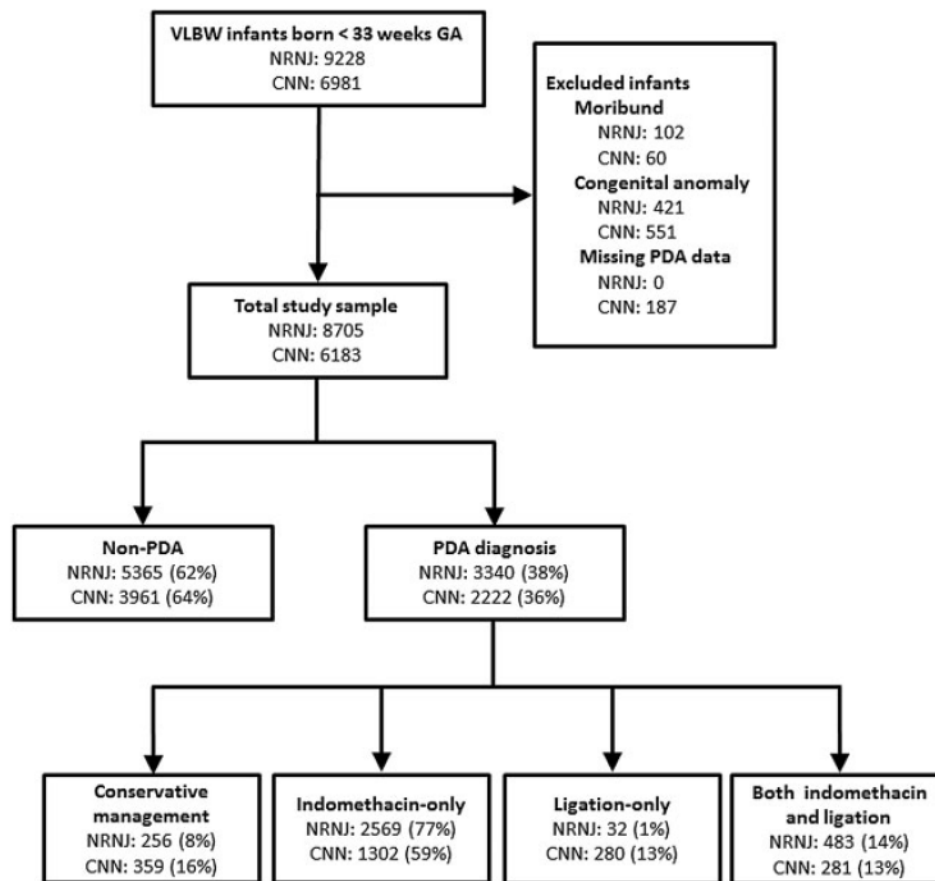 VLBW infants born < 33 weeks GA
NRNJ: 9228
CNN: 6981
Excluded infants
Moribund
NRNJ: 102
CNN: 60
Congenital anomaly
NRNJ: 421
CNN: 551
Missing PDA data
NRNJ: 0
CNN: 187
Total study sample
NRNJ: 8705
CNN: 6183
Non-PDA
NRNJ: 5365 (62%)
CNN: 3961 (64%)
PDA diagnosis
NRNJ: 3340 (38%)
CNN: 2222 (36%)
Conservative
management
NRNJ: 256 (8%)
CNN: 359 (16%)
Indomethacin-only
NRNJ: 2569 (77%)
CNN: 1302 (59%)
Ligation-only
NRNJ: 32 (1%)
CNN: 280 (13%)
Both indomethacin
and ligation
NRNJ: 483 (14%)
CNN: 281 (13%)